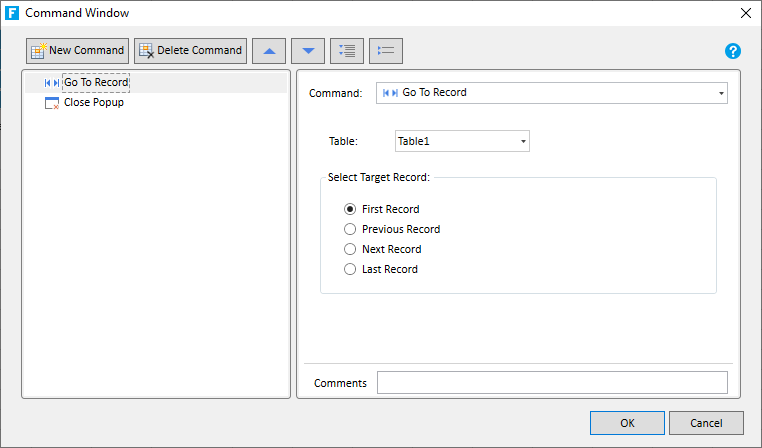 F Command Window
New Command Delete Command ?
Go To Record
Close Popup
Command: Go To Record
Table: Table1
Select Target Record:
First Record
Previous Record
Next Record
Last Record
Comments
OK Cancel